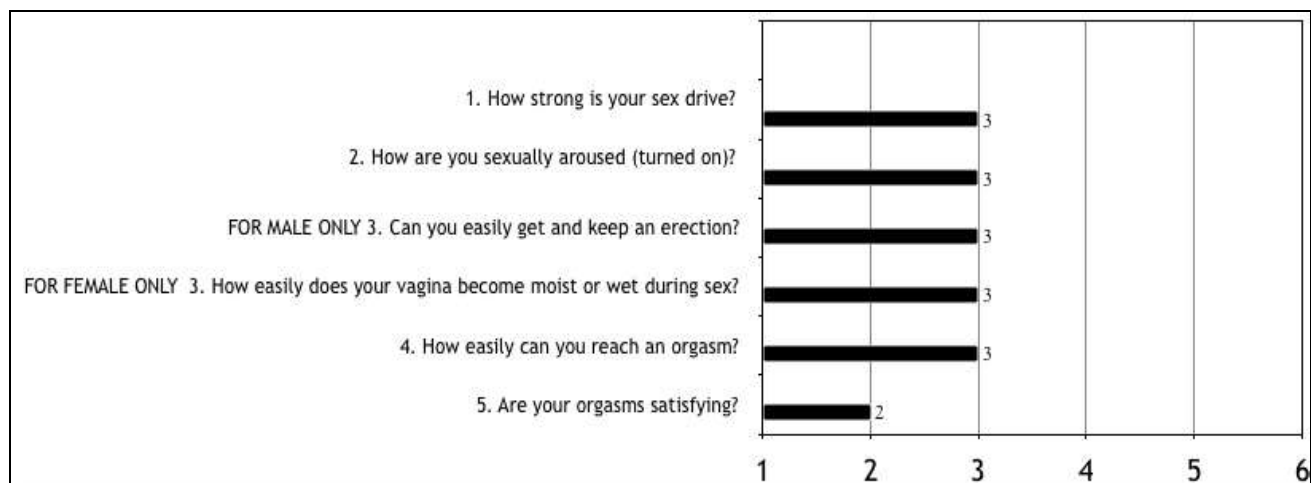 1. How strong is your sex drive?
3
2. How are you sexually aroused (turned on)?
3
FOR MALE ONLY 3. Can you easily get and keep an erection?
3
FOR FEMALE ONLY  3. How easily does your vagina become moist or wet during sex?
3
4. How easily can you reach an orgasm?
3
5. Are your orgasms satisfying?
2
1 2 3 4 5 6